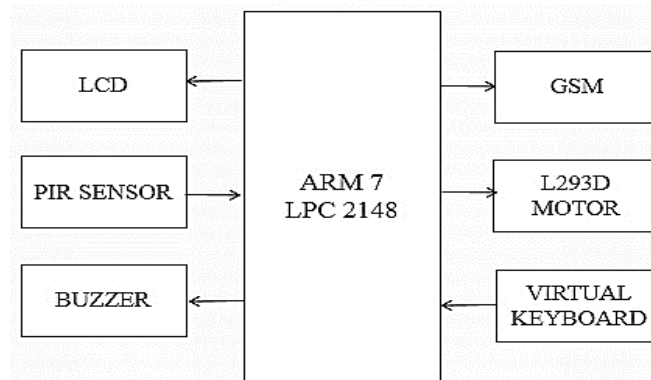 LCD
PIR SENSOR
BUZZER
ARM 7
LPC 2148
GSM
L293D
MOTOR
VIRTUAL
KEYBOARD